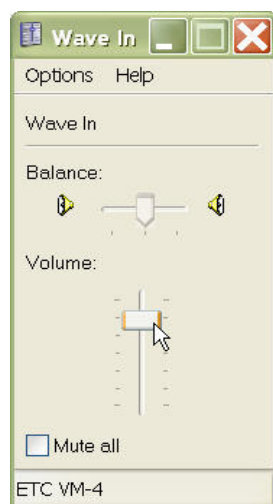 Wave In
Options Help
Wave In
Balance:
Volume:
Mute all
ETC VM-4